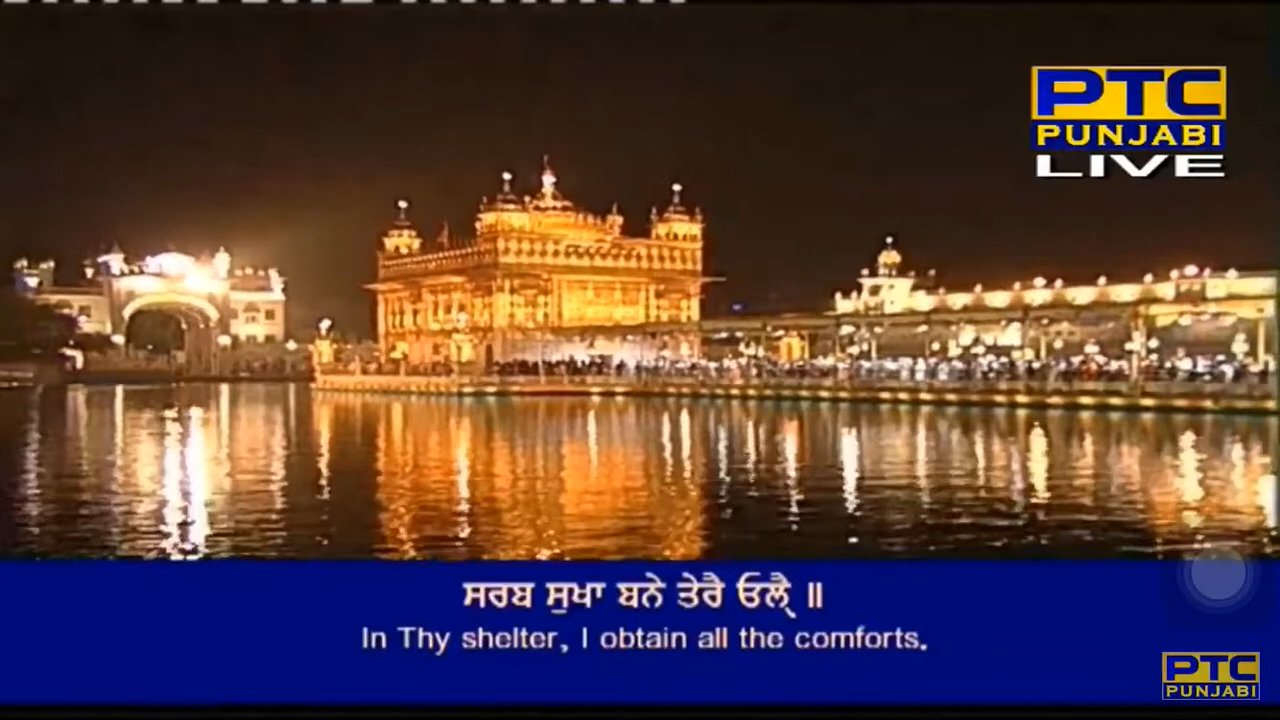 PTC
PUNJABI
LIVE
ਸਰਬ ਸੁਖਾ ਬਨੇ ਤੇਰੈ ਓਲ੍ਹੈ ॥
In Thy shelter, I obtain all the comforts.
PTC
PUNJABI